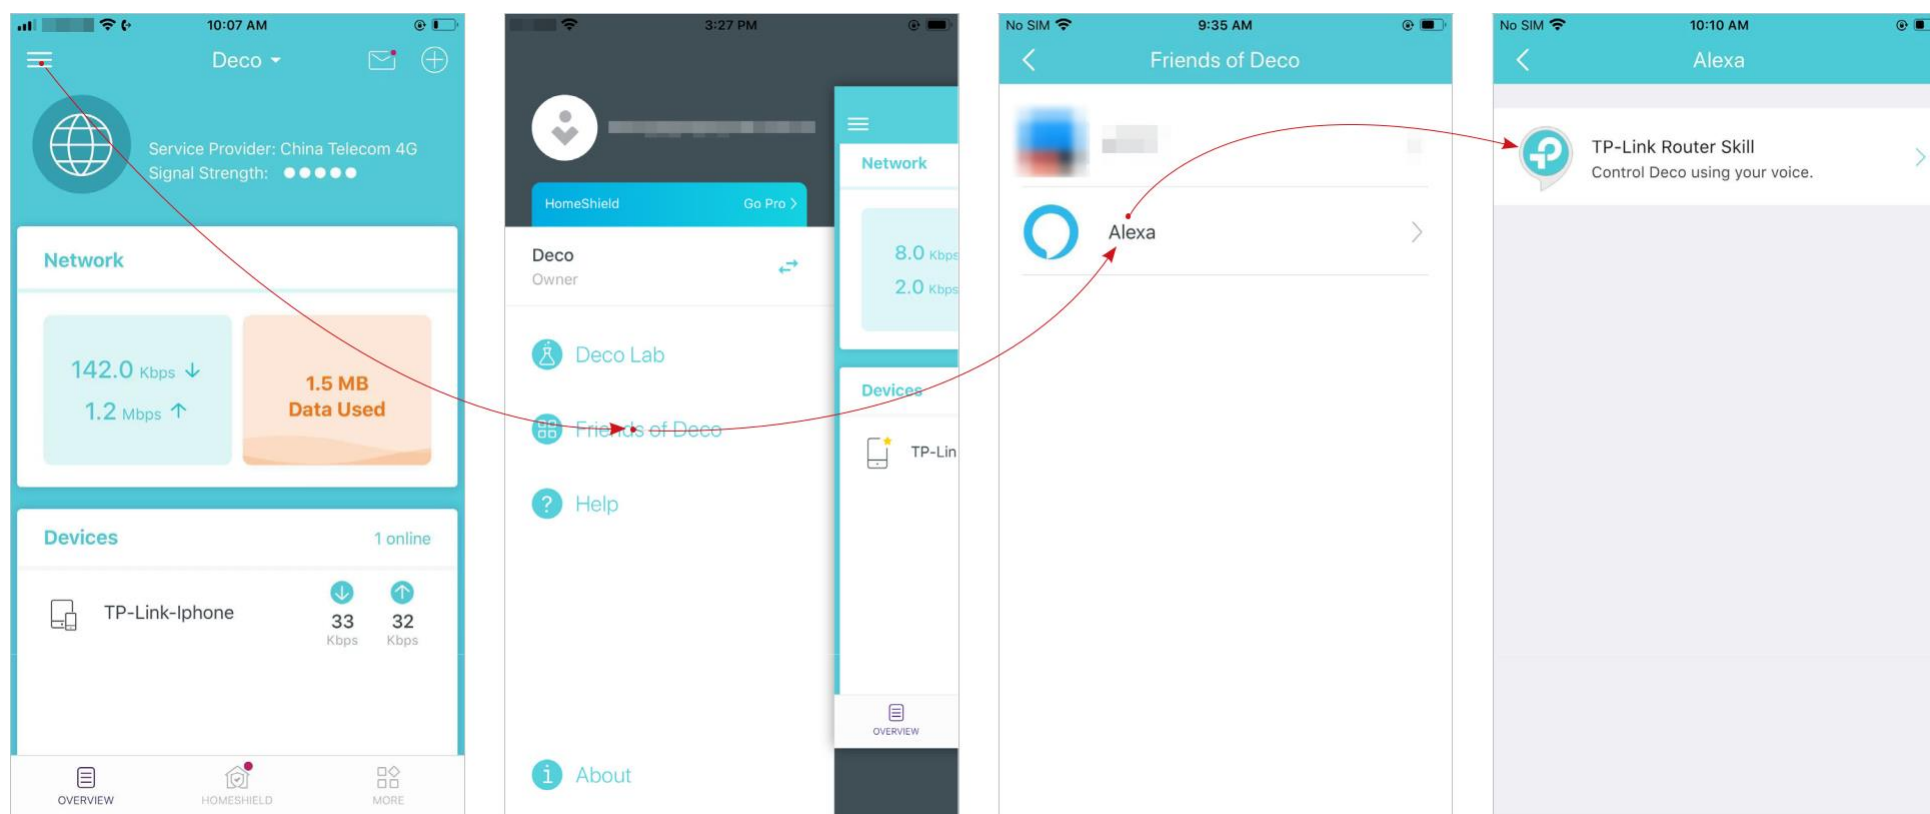 10:07 AM
Deco
Service Provider: China Telecom 4G
Signal Strength:
Network
142.0 Kbps
1.2 Mbps
1.5 MB
Data Used
Devices
1 online
TP-Link-Iphone
33
Kbps
32
Kbps
OVERVIEW
HOMESHIELD
MORE
3:27 PM
HomeShield
Go Pro
Deco
Owner
Deco Lab
Friends of Deco
Help
About
Network
8.0 Kbps
2.0 Kbps
Devices
TP-Lin
OVERVIEW
No SIM
9:35 AM
Friends of Deco
Alexa
No SIM
10:10 AM
Alexa
TP-Link Router Skill
Control Deco using your voice.